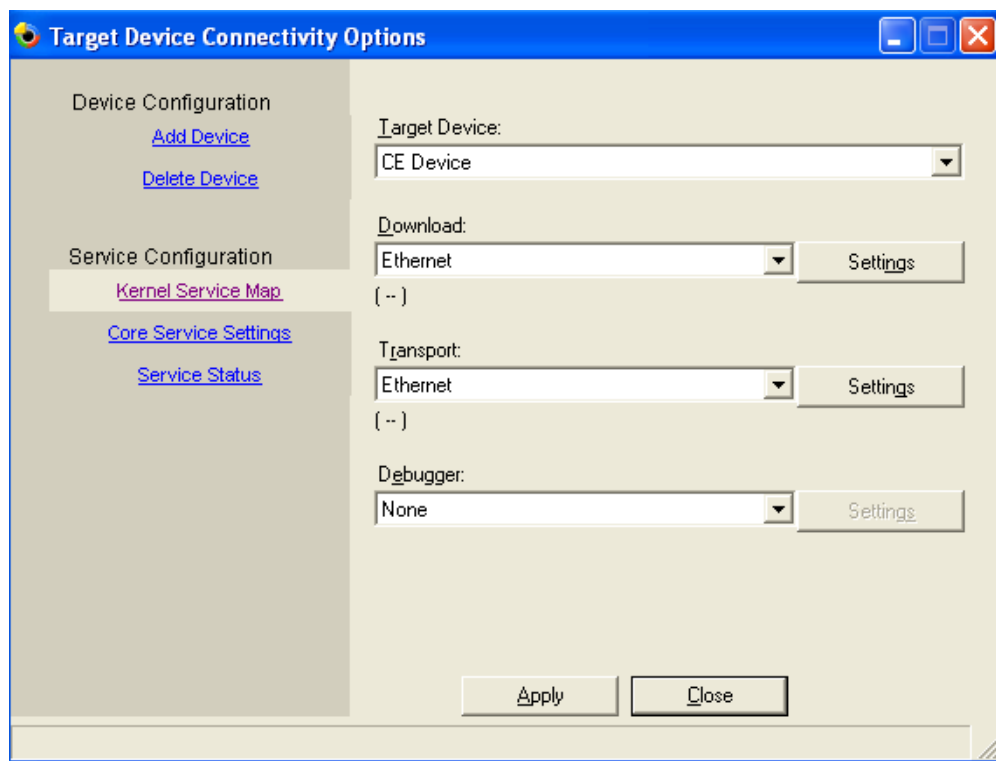 Target Device Connectivity Options
Device Configuration
Add Device
Delete Device
Service Configuration
Kernel Service Map
Core Service Settings
Service Status
Target Device:
CE Device
Download:
Ethernet
Settings
( -- )
Transport:
Ethernet
Settings
( -- )
Debugger:
None
Settings
Apply
Close